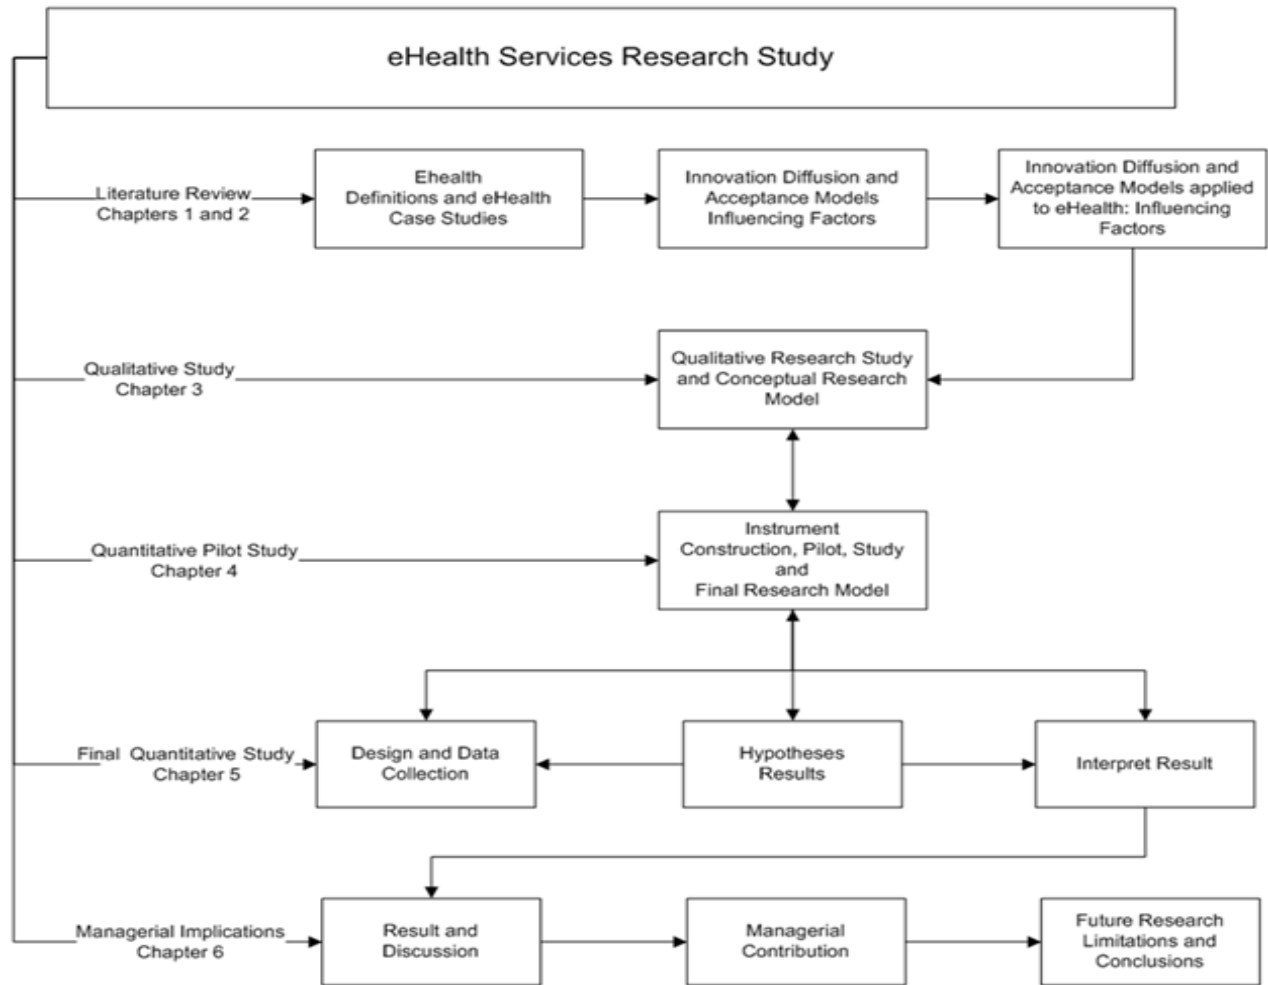 eHealth Services Research Study
Literature Review
Chapters 1 and 2
Ehealth
Definitions and eHealth
Case Studies
Innovation Diffusion and
Acceptance Models
Influencing Factors
Innovation Diffusion and
Acceptance Models applied
to eHealth: Influencing
Factors
Qualitative Study
Chapter 3
Qualitative Research Study
and Conceptual Research
Model
Quantitative Pilot Study
Chapter 4
Instrument
Construction, Pilot, Study
and
Final Research Model
Final Quantitative Study
Chapter 5
Design and Data
Collection
Hypotheses
Results
Interpret Result
Managerial Implications
Chapter 6
Result and
Discussion
Managerial
Contribution
Future Research
Limitations and
Conclusions